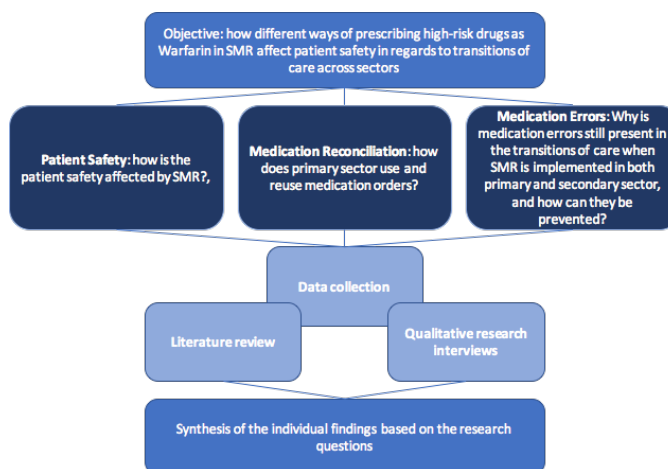 Objective: how different ways of prescribing high-risk drugs as
Warfarin in SMR affect patient safety in regards to transitions of
care across sectors
Patient Safety: how is the
patient safety affected by SMR?,
Medication Reconciliation: how
does primary sector use and
reuse medication orders?
Medication Errors: Why is
medication errors still present in
the transitions of care when
SMR is implemented in both
primary and secondary sector,
and how can they be
prevented?
Data collection
Literature review
Qualitative research
interviews
Synthesis of the individual findings based on the research
questions